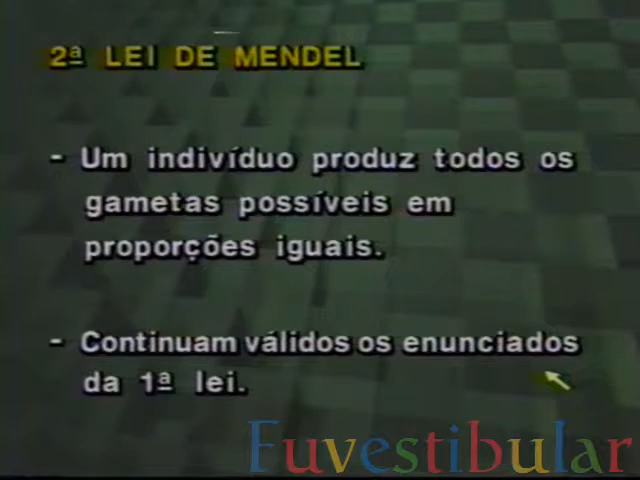 2ª LEI DE MENDEL
- Um indivíduo produz todos os
gametas possíveis em
proporções iguais.
- Continuam válidos os enunciados
da 1ª lei.
Fuvestibular